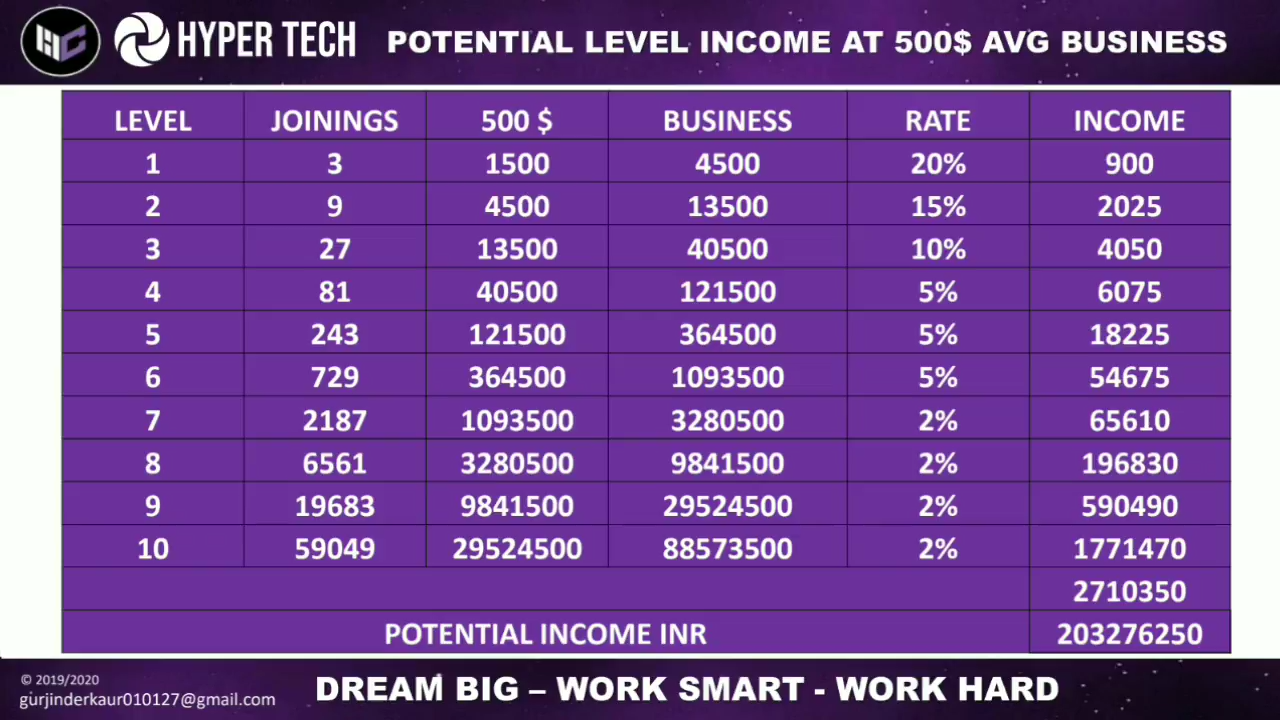 HC HYPER TECH POTENTIAL LEVEL INCOME AT 500$ AVG BUSINESS
LEVEL JOININGS 500 $ BUSINESS RATE INCOME
1 3 1500 4500 20% 900
2 9 4500 13500 15% 2025
3 27 13500 40500 10% 4050
4 81 40500 121500 5% 6075
5 243 121500 364500 5% 18225
6 729 364500 1093500 5% 54675
7 2187 1093500 3280500 2% 65610
8 6561 3280500 9841500 2% 196830
9 19683 9841500 29524500 2% 590490
10 59049 29524500 88573500 2% 1771470
2710350
POTENTIAL INCOME INR 203276250
© 2019/2020
gurjinderkaur010127@gmail.com
DREAM BIG – WORK SMART - WORK HARD